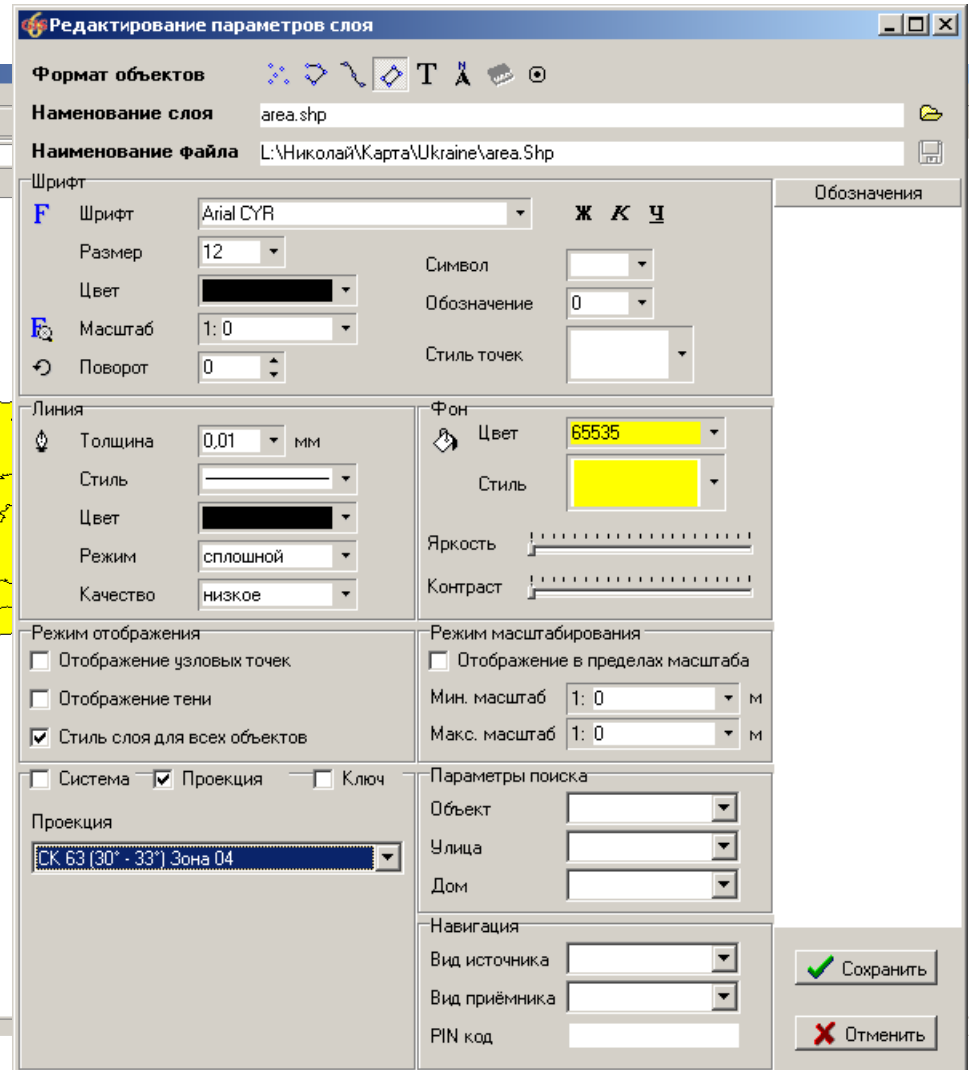 Редактирование параметров слоя
Формат объектов
T
Наменование слоя area.shp
Наименование файла L:\Николай\Карта\Ukraine\area.Shp
Шрифт
Обозначения
F Шрифт Arial CYR Ж К Ч
Размер 12
Символ
Цвет
Обозначение 0
F Масштаб 1: 0
Стиль точек
Поворот 0
Линия
Толщина 0,01 мм
Стиль
Цвет
Режим сплошной
Качество низкое
Фон
Цвет 65535
Стиль
Яркость
Контраст
Режим отображения
Отображение узловых точек
Отображение тени
Стиль слоя для всех объектов
Режим масштабирования
Отображение в пределах масштаба
Мин. масштаб 1: 0 м
Макс. масштаб 1: 0 м
Система Проекция Ключ
Проекция
СК 63 (30° - 33°) Зона 04
Параметры поиска
Объект
Улица
Дом
Навигация
Вид источника
Вид приёмника
PIN код
Сохранить
Отменить